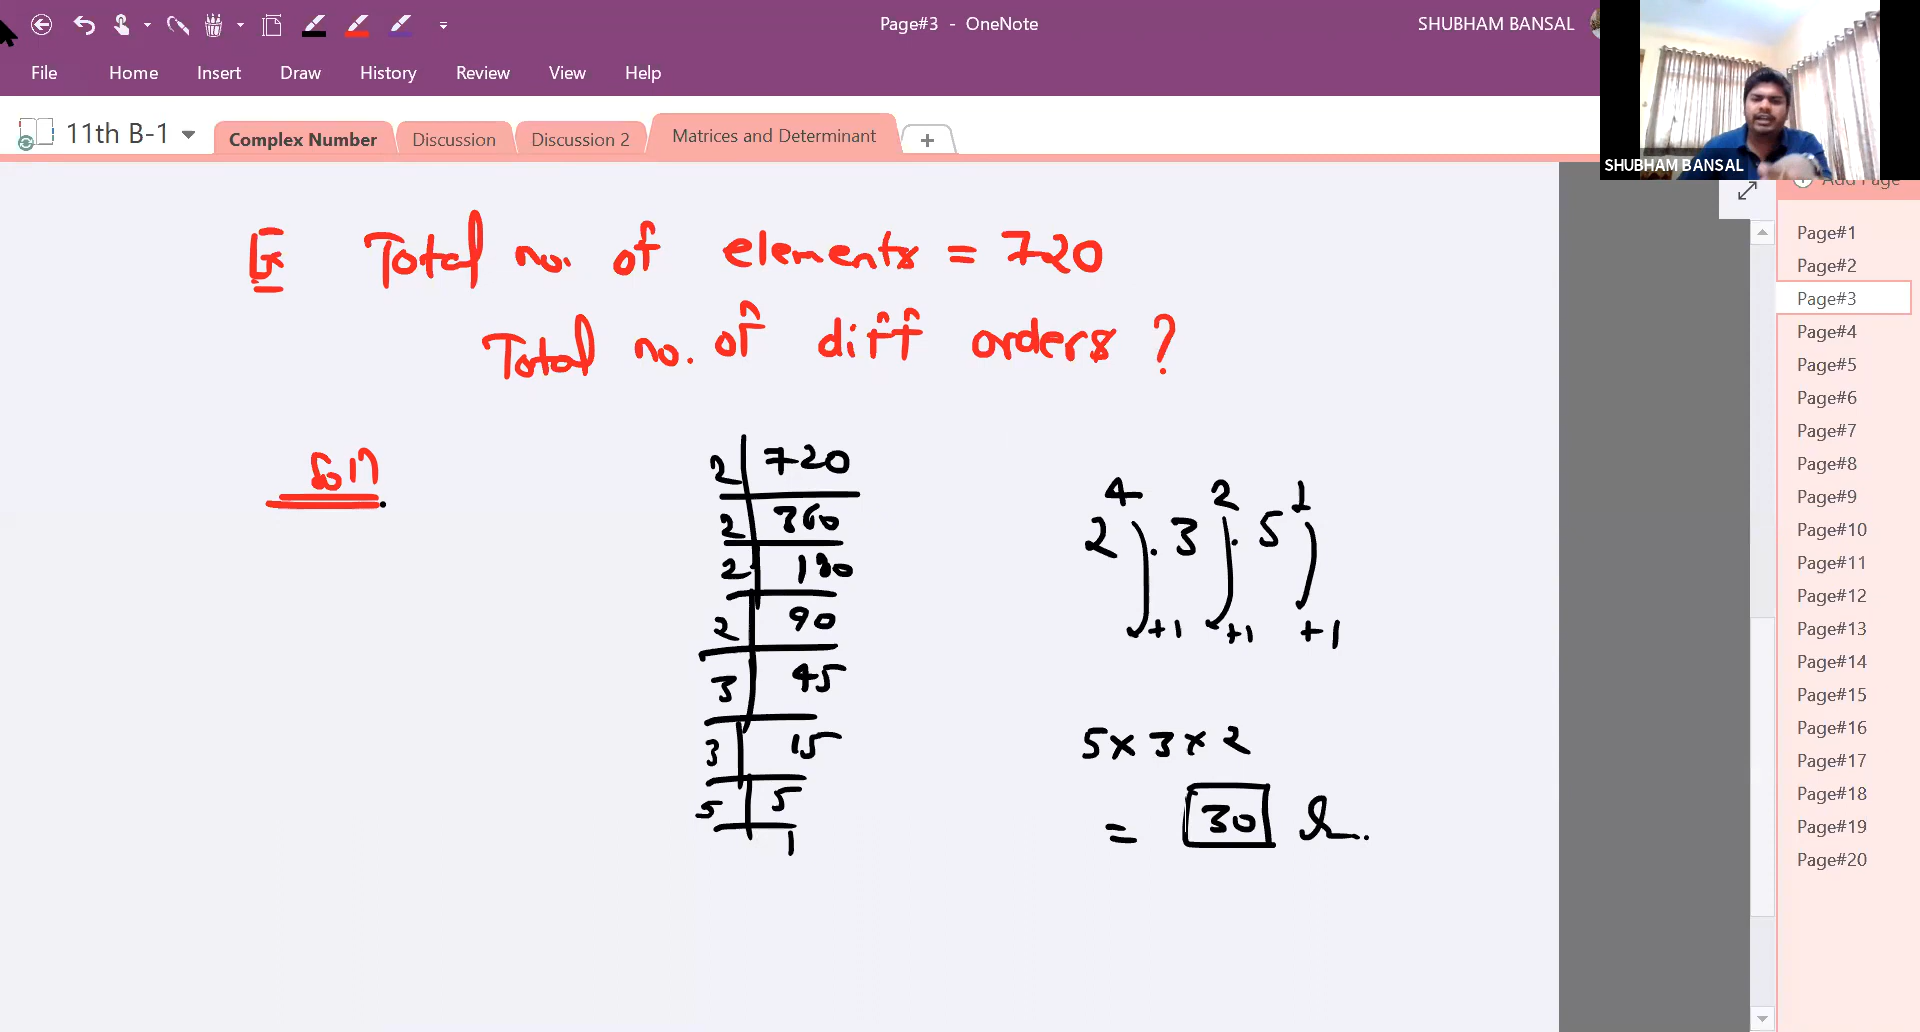 Page#3 - OneNote
SHUBHAM BANSAL
File Home Insert Draw History Review View Help
SHUBHAM BANSAL
11th B-1 Complex Number Discussion Discussion 2 Matrices and Determinant +
Add Page
Page#1
Page#2
Page#3
Page#4
Page#5
Page#6
Page#7
Page#8
Page#9
Page#10
Page#11
Page#12
Page#13
Page#14
Page#15
Page#16
Page#17
Page#18
Page#19
Page#20
Ex Total no. of elements = 720
Total no. of diff orders ?
Soln
2 | 720
2 | 360
2 | 180
2 | 90
3 | 45
3 | 15
5 | 5
1
2^4 . 3^2 . 5^1
+1 +1 +1
5 x 3 x 2
= 30